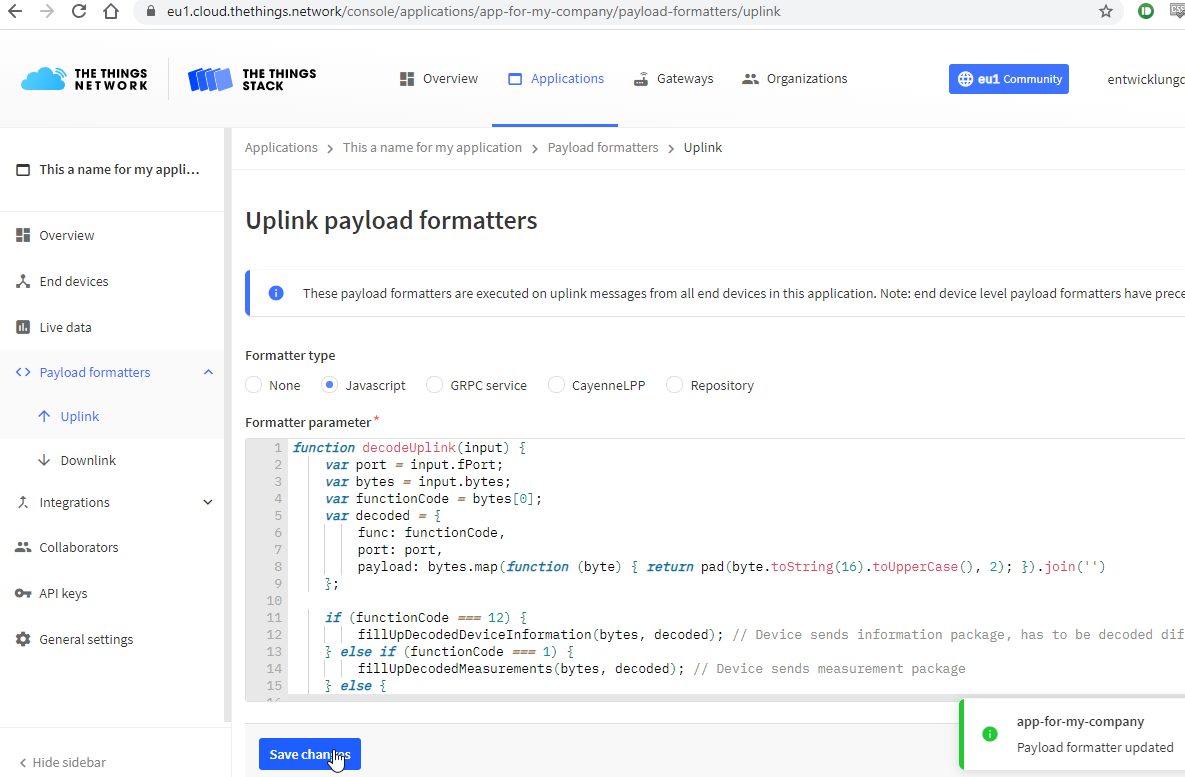 eu1.cloud.thethings.network/console/applications/app-for-my-company/payload-formatters/uplink
THE THINGS NETWORK
THE THINGS STACK
Overview
Applications
Gateways
Organizations
eu1 Community
entwicklungd
This a name for my appli...
Overview
End devices
Live data
Payload formatters
Uplink
Downlink
Integrations
Collaborators
API keys
General settings
Hide sidebar
Applications > This a name for my application > Payload formatters > Uplink
Uplink payload formatters
These payload formatters are executed on uplink messages from all end devices in this application. Note: end device level payload formatters have prece
Formatter type
None Javascript GRPC service CayenneLPP Repository
Formatter parameter*
1 function decodeUplink(input) {
2 var port = input.fPort;
3 var bytes = input.bytes;
4 var functionCode = bytes[0];
5 var decoded = {
6 func: functionCode,
7 port: port,
8 payload: bytes.map(function (byte) { return pad(byte.toString(16).toUpperCase(), 2); }).join('')
9 };
10
11 if (functionCode === 12) {
12 fillUpDecodedDeviceInformation(bytes, decoded); // Device sends information package, has to be decoded dif
13 } else if (functionCode === 1) {
14 fillUpDecodedMeasurements(bytes, decoded); // Device sends measurement package
15 } else {
Save changes
app-for-my-company
Payload formatter updated